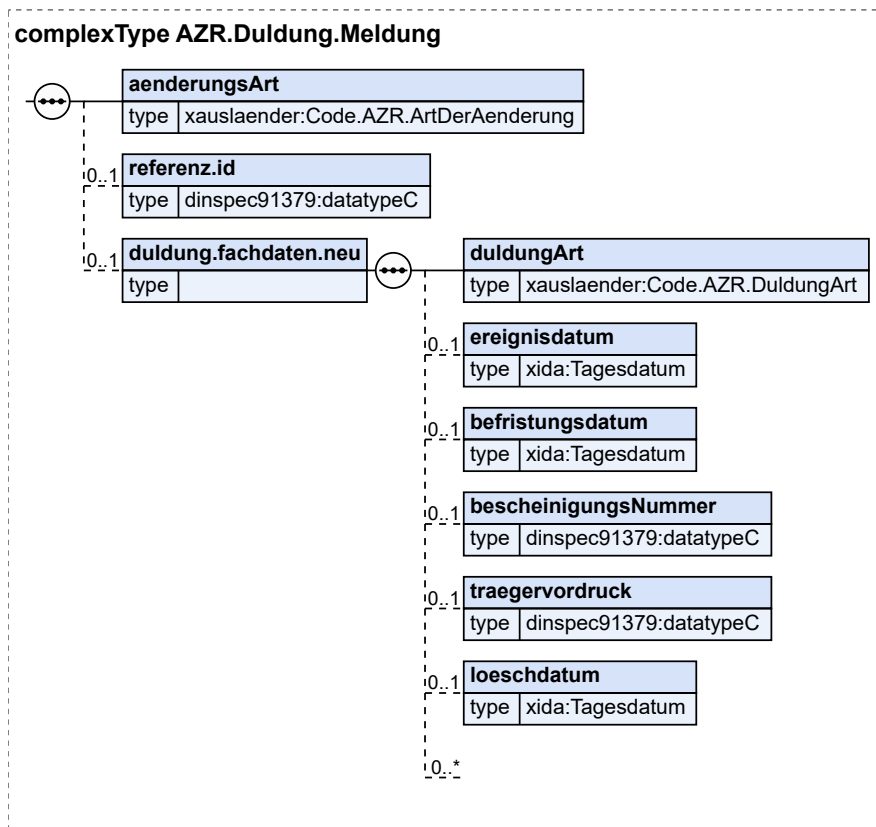 complexType AZR.Duldung.Meldung
aenderungsArt
type xauslaender:Code.AZR.ArtDerAenderung
0..1
referenz.id
type dinspec91379:datatypeC
0..1
duldung.fachdaten.neu
type
duldungArt
type xauslaender:Code.AZR.DuldungArt
0..1
ereignisdatum
type xida:Tagesdatum
0..1
befristungsdatum
type xida:Tagesdatum
0..1
bescheinigungsNummer
type dinspec91379:datatypeC
0..1
traegervordruck
type dinspec91379:datatypeC
0..1
loeschdatum
type xida:Tagesdatum
0..*